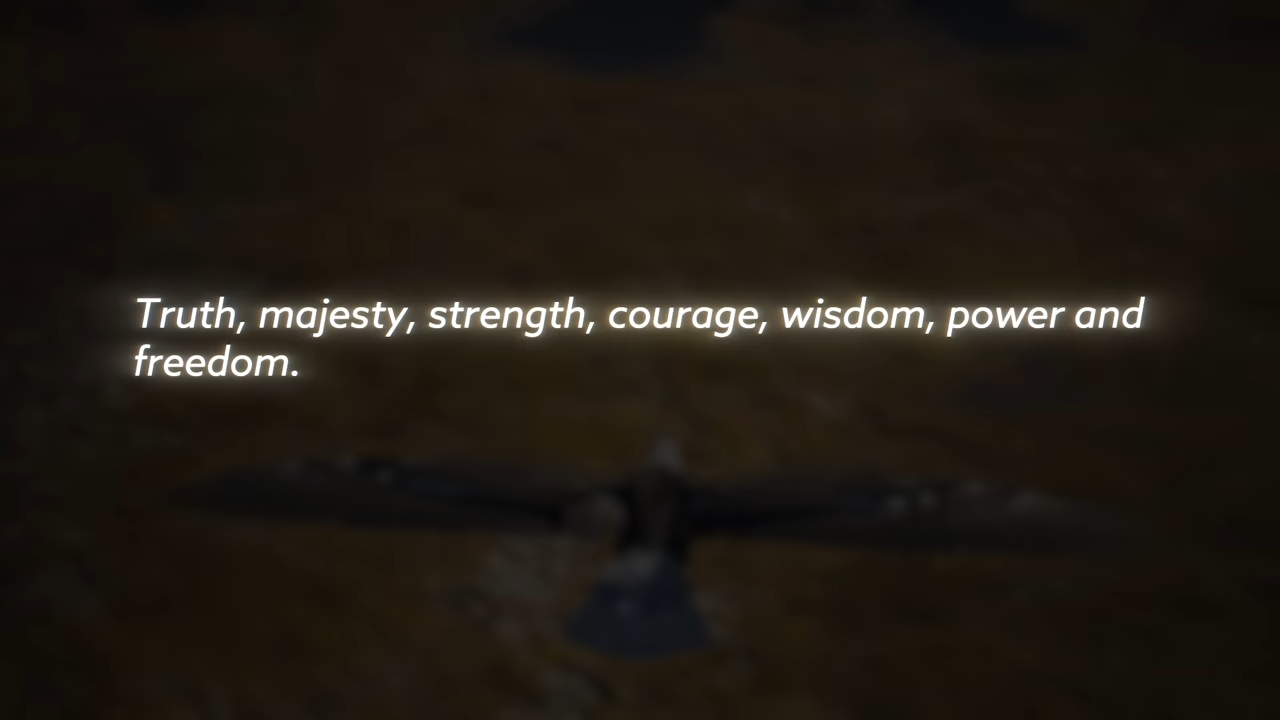 Truth, majesty, strength, courage, wisdom, power and
freedom.